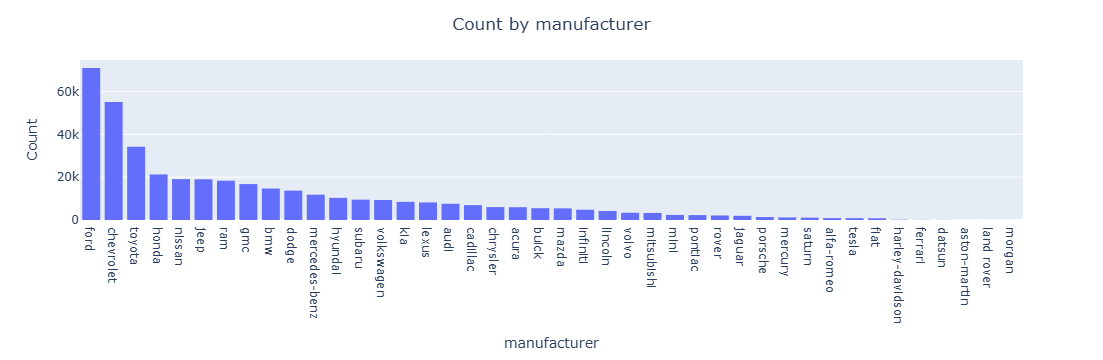 Count by manufacturer
Count
60k
40k
20k
0
ford
chevrolet
toyota
honda
nissan
jeep
ram
gmc
bmw
dodge
mercedes-benz
hyundai
subaru
volkswagen
kia
lexus
audi
cadillac
chrysler
acura
buick
mazda
infiniti
lincoln
volvo
mitsubishi
mini
pontiac
rover
jaguar
porsche
mercury
saturn
alfa-romeo
tesla
fiat
harley-davidson
ferrari
datsun
aston-martin
land rover
morgan
manufacturer